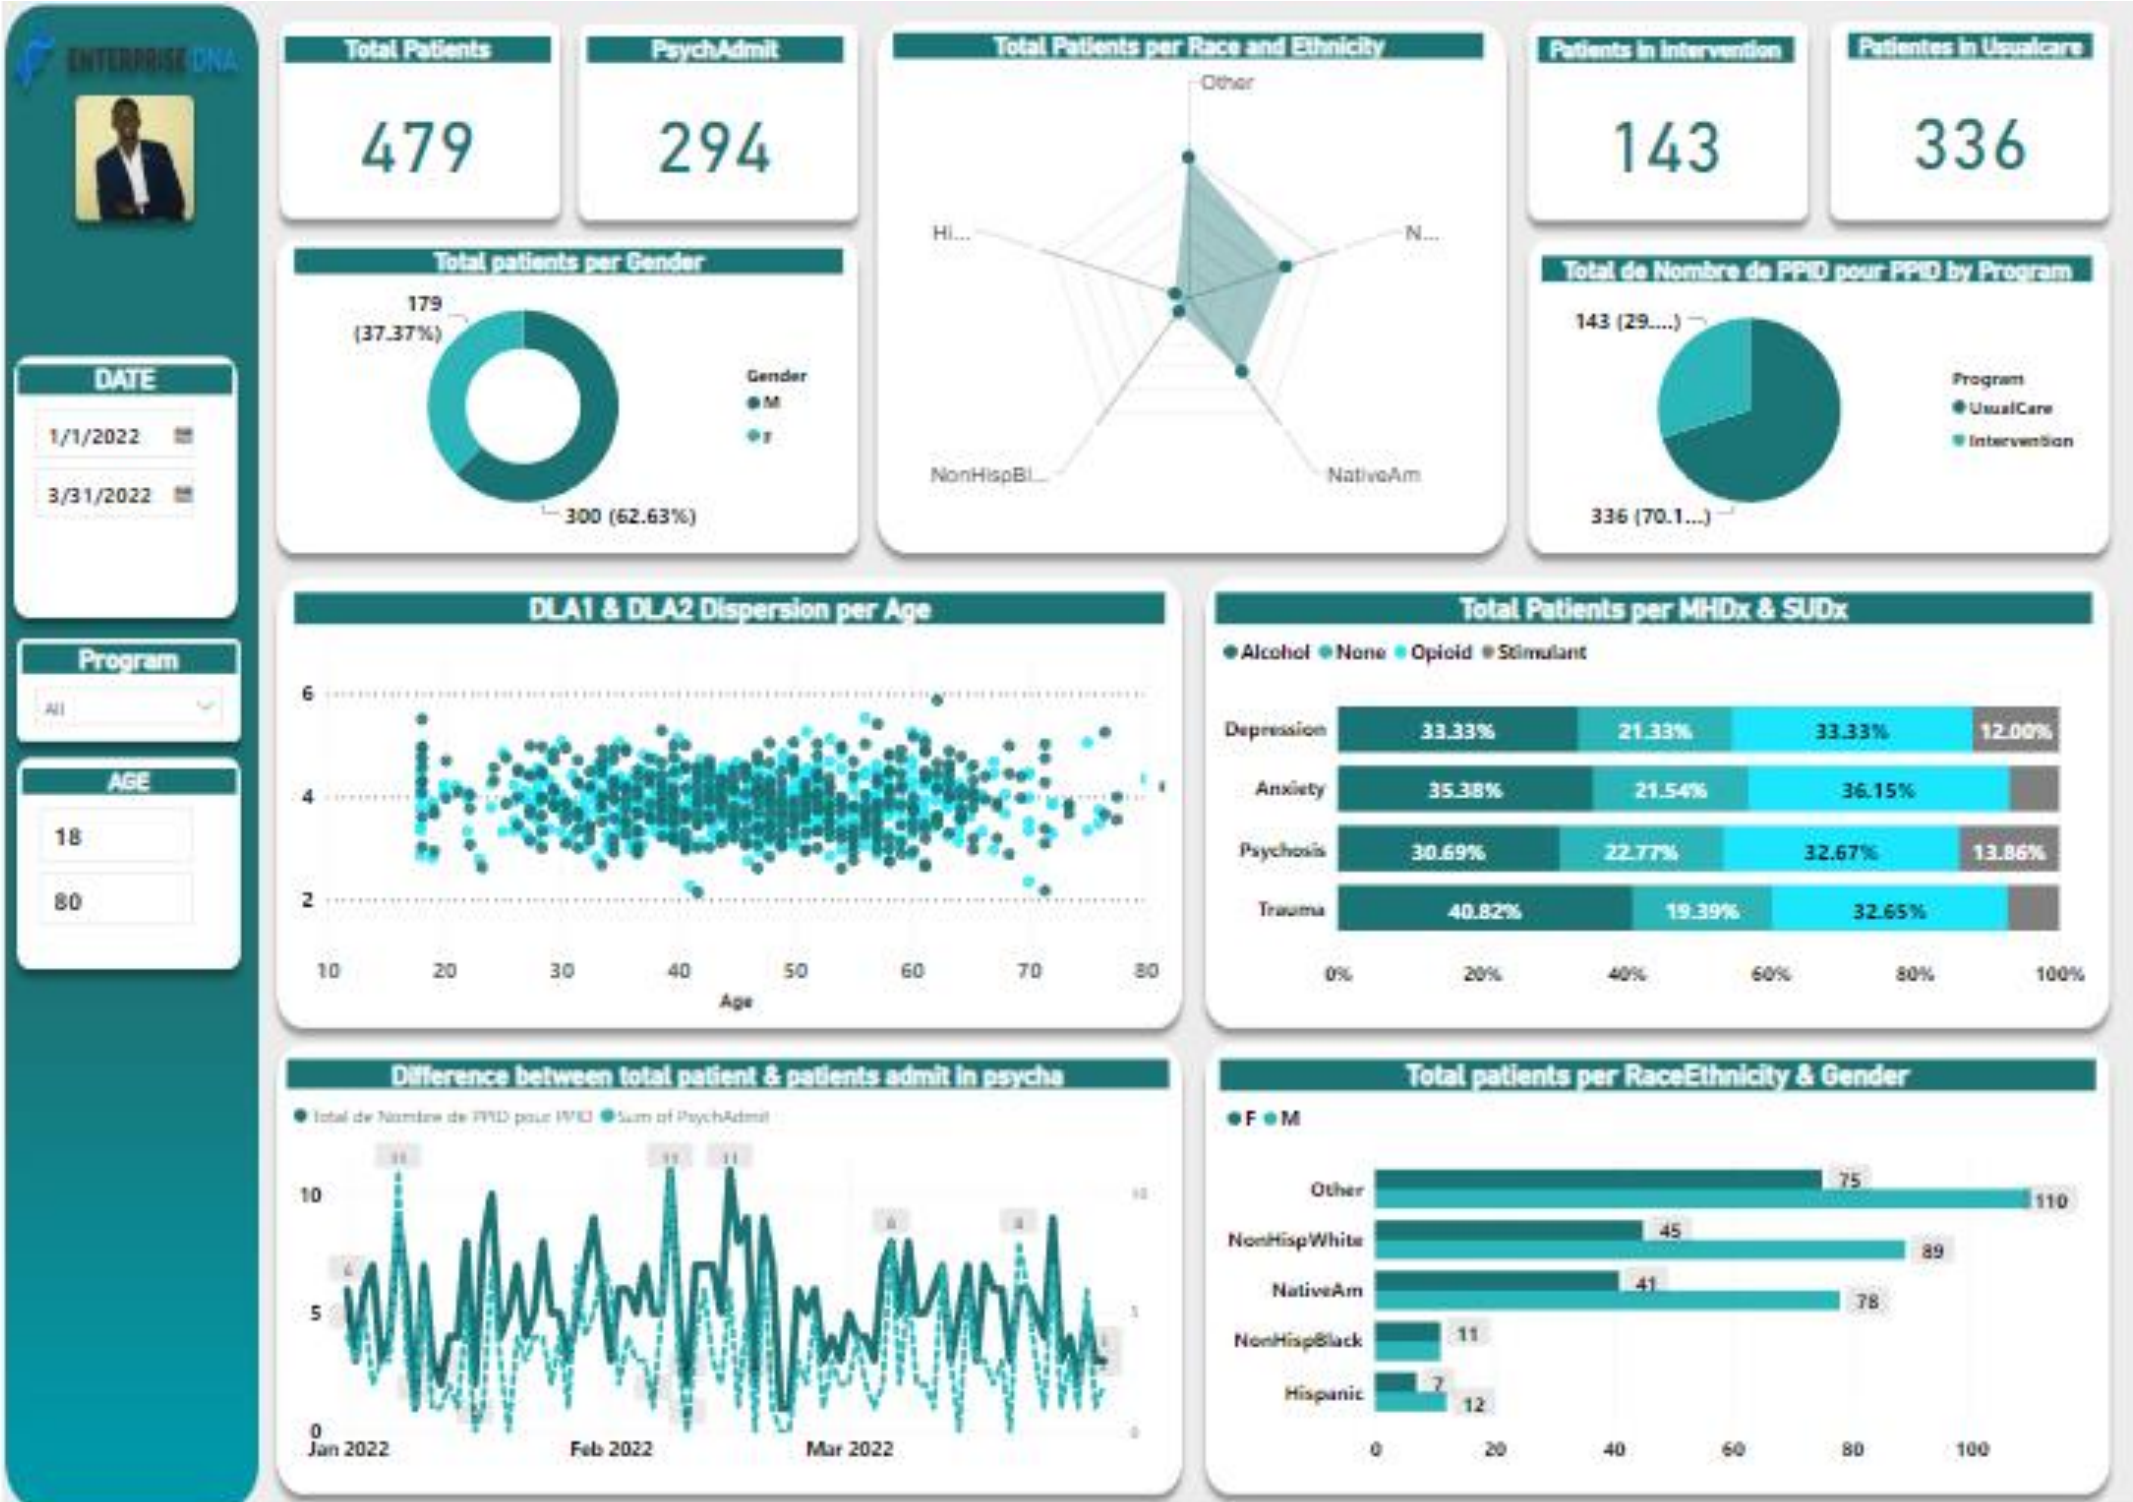 ENTERPRISE DNA
DATE
1/1/2022
3/31/2022
Program
All
AGE
18
80
Total Patients
479
PsychAdmit
294
Total Patients per Race and Ethnicity
Other
Hi...
N...
NonHispBl...
NativeAm
Patients in Intervention
143
Patientes in Usualcare
336
Total patients per Gender
179
(37.37%)
300 (62.63%)
Gender
M
F
Total de Nombre de PPID pour PPID by Program
143 (29....)
336 (70.1...)
Program
UsualCare
Intervention
DLA1 & DLA2 Dispersion per Age
6
4
2
10 20 30 40 50 60 70 80
Age
Total Patients per MHDx & SUDx
Alcohol None Opioid Stimulant
Depression 33.33% 21.33% 33.33% 12.00%
Anxiety 35.38% 21.54% 36.15%
Psychosis 30.69% 22.77% 32.67% 13.86%
Trauma 40.82% 19.39% 32.65%
0% 20% 40% 60% 80% 100%
Difference between total patient & patients admit in psycha
Total de Nombre de PPID pour PPID Sum of PsychAdmit
11 11 11
10 10
8 8
5 5
0 0
Jan 2022 Feb 2022 Mar 2022
Total patients per RaceEthnicity & Gender
F M
Other 75
110
NonHispWhite 45
89
NativeAm 41
78
NonHispBlack 11
Hispanic 7
12
0 20 40 60 80 100